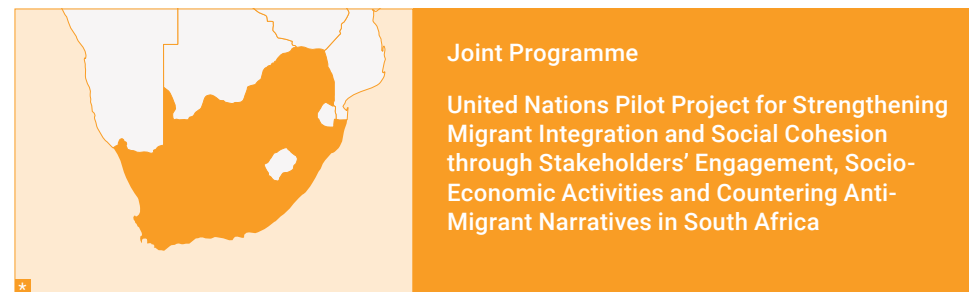 Joint Programme
United Nations Pilot Project for Strengthening
Migrant Integration and Social Cohesion
through Stakeholders’ Engagement, Socio-
Economic Activities and Countering Anti-
Migrant Narratives in South Africa
*